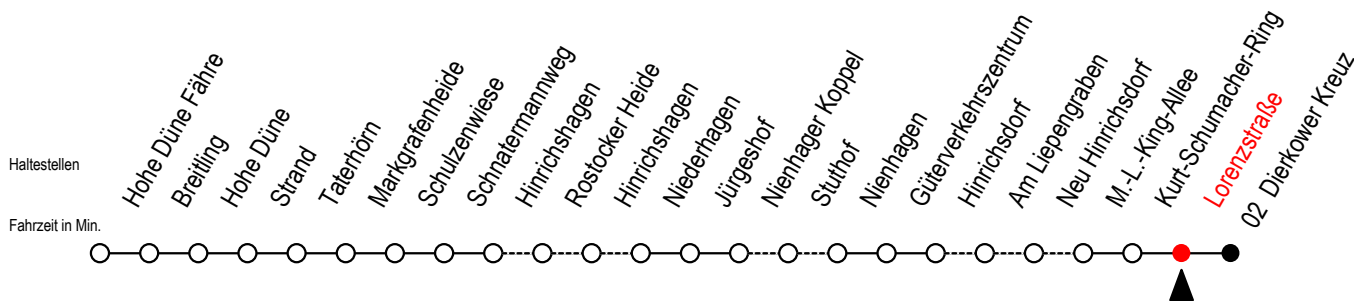 Haltestellen
Fahrzeit in Min.
Hohe Düne Fähre
Breitling
Hohe Düne
Strand
Taterhörn
Markgrafenheide
Schulzenwiese
Schnatermannweg
Hinrichshagen
Rostocker Heide
Hinrichshagen
Niederhagen
Jürgeshof
Nienhager Koppel
Stuthof
Nienhagen
Güterverkehrszentrum
Hinrichsdorf
Am Liepengraben
Neu Hinrichsdorf
M.-L.-King-Allee
Kurt-Schumacher-Ring
Lorenzstraße
02 Dierkower Kreuz